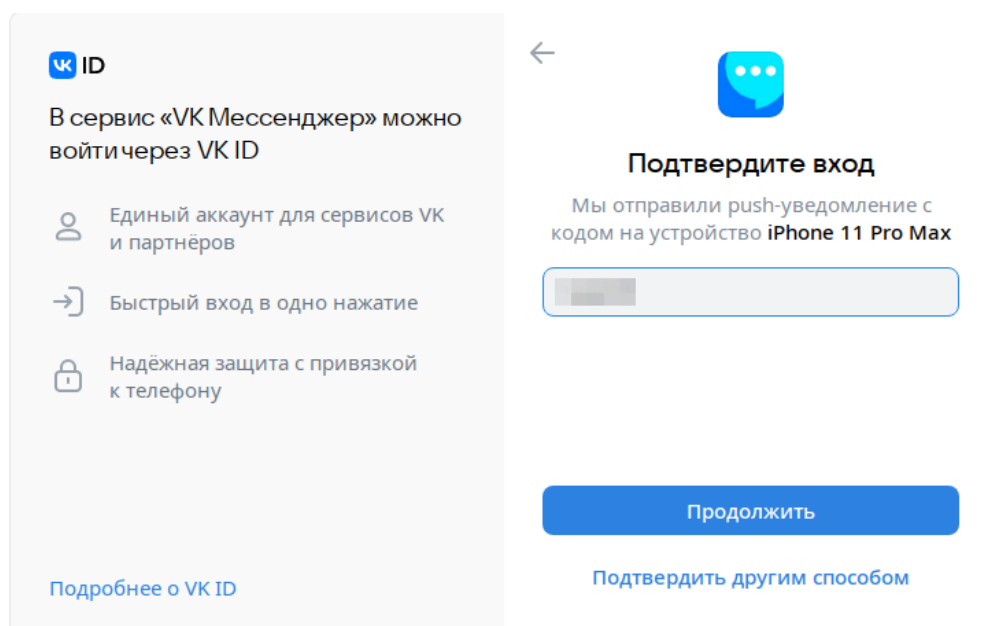 VK ID
В сервис «VK Мессенджер» можно
войти через VK ID
Единый аккаунт для сервисов VK
и партнёров
Быстрый вход в одно нажатие
Надёжная защита с привязкой
к телефону
Подробнее о VK ID
Подтвердите вход
Мы отправили push-уведомление с
кодом на устройство iPhone 11 Pro Max
Продолжить
Подтвердить другим способом